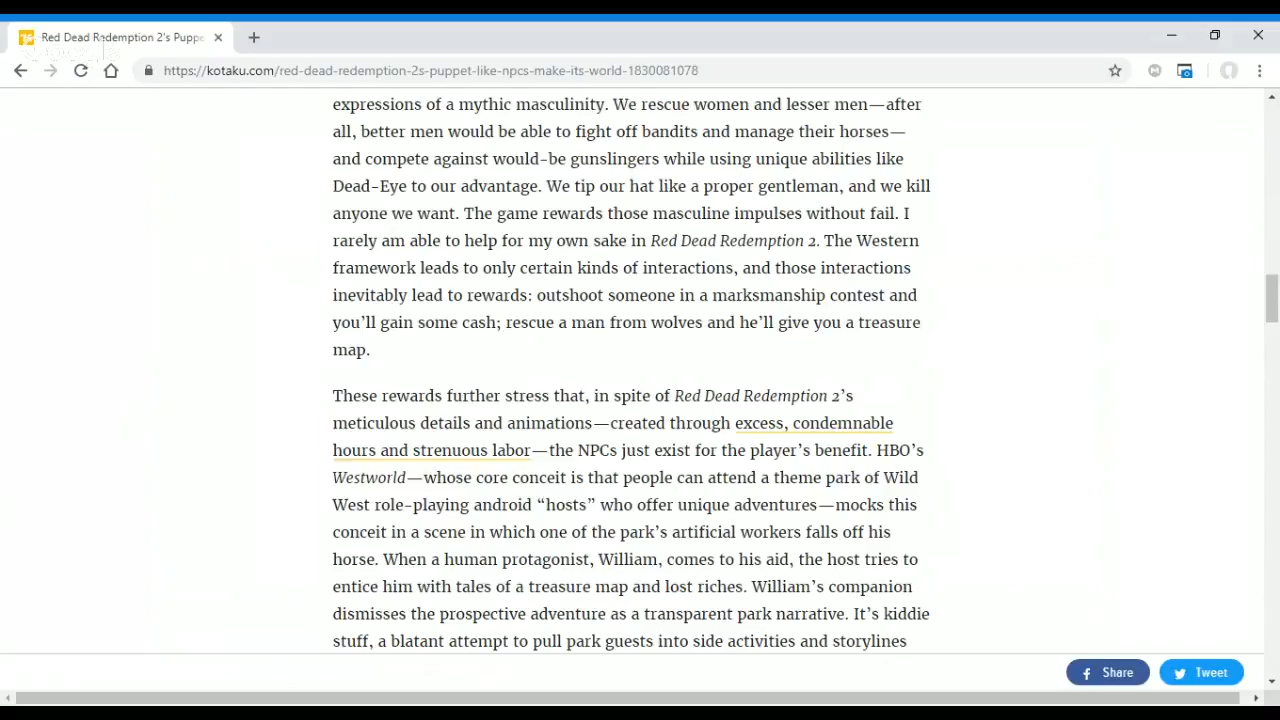 Red Dead Redemption 2's Puppe
https://kotaku.com/red-dead-redemption-2s-puppet-like-npcs-make-its-world-1830081078
expressions of a mythic masculinity. We rescue women and lesser men—after
all, better men would be able to fight off bandits and manage their horses—
and compete against would-be gunslingers while using unique abilities like
Dead-Eye to our advantage. We tip our hat like a proper gentleman, and we kill
anyone we want. The game rewards those masculine impulses without fail. I
rarely am able to help for my own sake in Red Dead Redemption 2. The Western
framework leads to only certain kinds of interactions, and those interactions
inevitably lead to rewards: outshoot someone in a marksmanship contest and
you’ll gain some cash; rescue a man from wolves and he’ll give you a treasure
map.
These rewards further stress that, in spite of Red Dead Redemption 2’s
meticulous details and animations—created through excess, condemnable
hours and strenuous labor—the NPCs just exist for the player’s benefit. HBO’s
Westworld—whose core conceit is that people can attend a theme park of Wild
West role-playing android “hosts” who offer unique adventures—mocks this
conceit in a scene in which one of the park’s artificial workers falls off his
horse. When a human protagonist, William, comes to his aid, the host tries to
entice him with tales of a treasure map and lost riches. William’s companion
dismisses the prospective adventure as a transparent park narrative. It’s kiddie
stuff, a blatant attempt to pull park guests into side activities and storylines
Share
Tweet